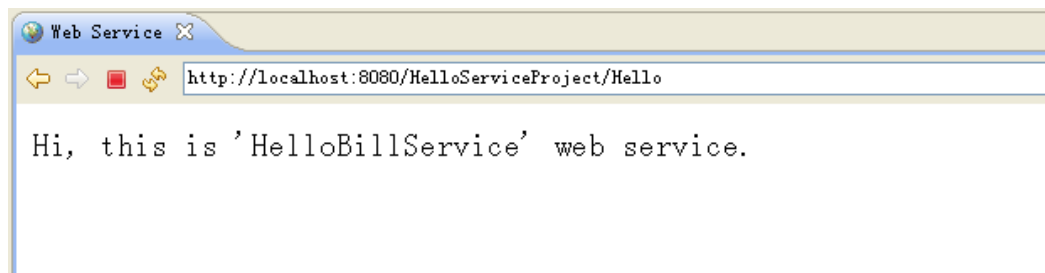 Web Service
http://localhost:8080/HelloServiceProject/Hello
Hi, this is 'HelloBillService' web service.